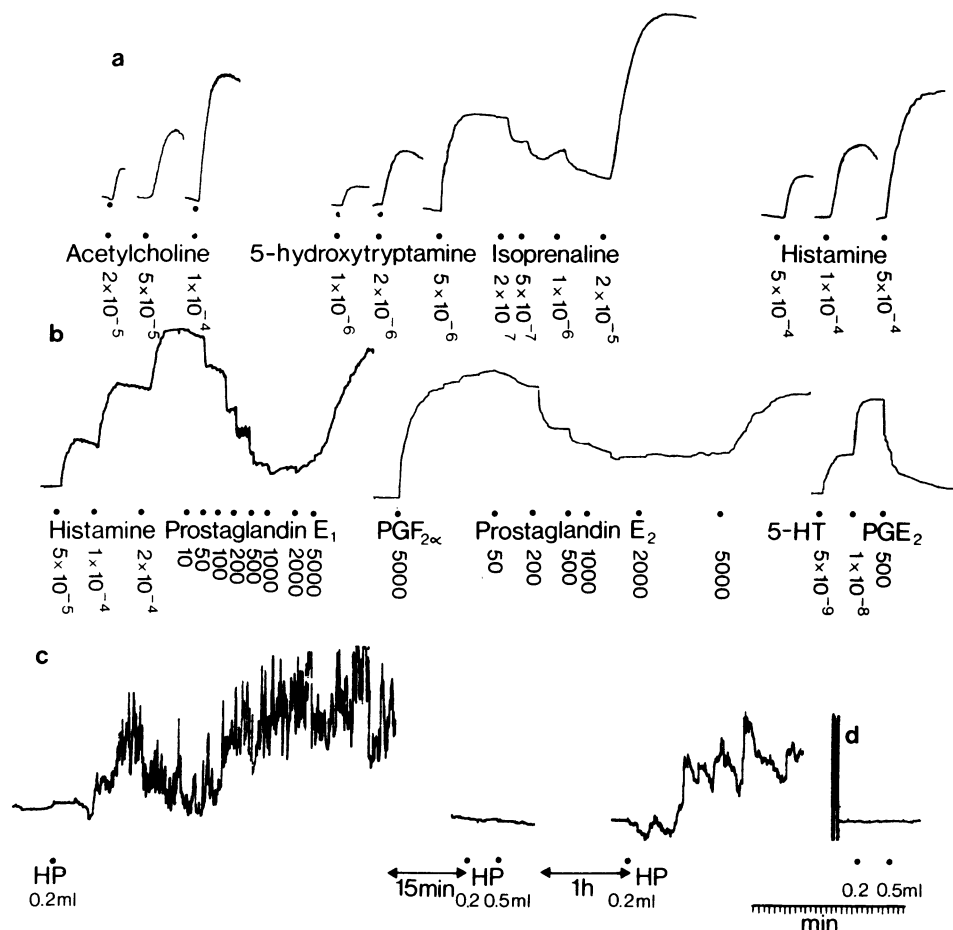 a
Acetylcholine 5-hydroxytryptamine Isoprenaline Histamine
2×10⁻⁵ 5×10⁻⁵ 1×10⁻⁴ 1×10⁻⁶ 2×10⁻⁶ 5×10⁻⁶ 2×10⁻⁷ 5×10⁻⁷ 1×10⁻⁶ 2×10⁻⁵ 5×10⁻⁴ 1×10⁻⁴ 5×10⁻⁴
b
Histamine Prostaglandin E₁ PGF₂∝ Prostaglandin E₂ 5-HT PGE₂
5×10⁻⁵ 1×10⁻⁴ 2×10⁻⁴ 10 50 100 200 500 1000 2000 5000 5000 50 200 500 1000 2000 5000 5×10⁻⁹ 1×10⁻⁸ 500
c
d
HP 15min HP 1h HP
0.2ml 0.2 0.5ml 0.2ml 0.2 0.5ml
min